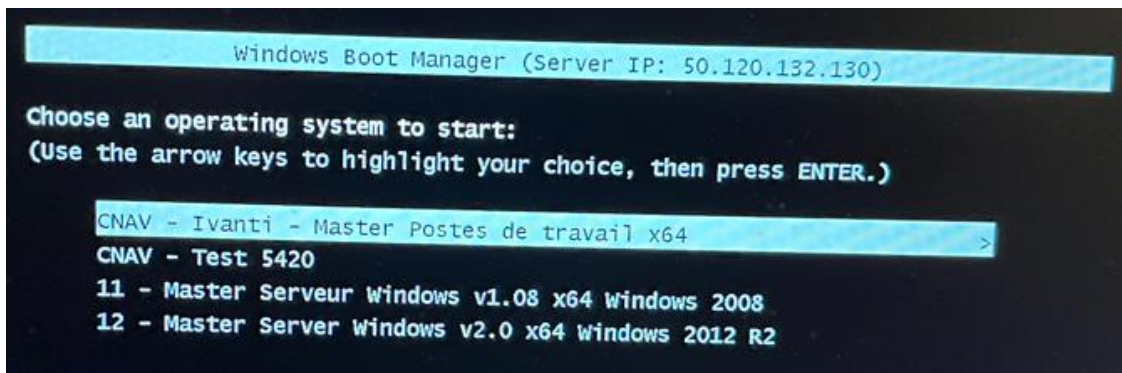 Windows Boot Manager (Server IP: 50.120.132.130)
Choose an operating system to start:
(Use the arrow keys to highlight your choice, then press ENTER.)
CNAV - Ivanti - Master Postes de travail x64 >
CNAV - Test 5420
11 - Master Serveur Windows v1.08 x64 Windows 2008
12 - Master Server Windows v2.0 x64 Windows 2012 R2